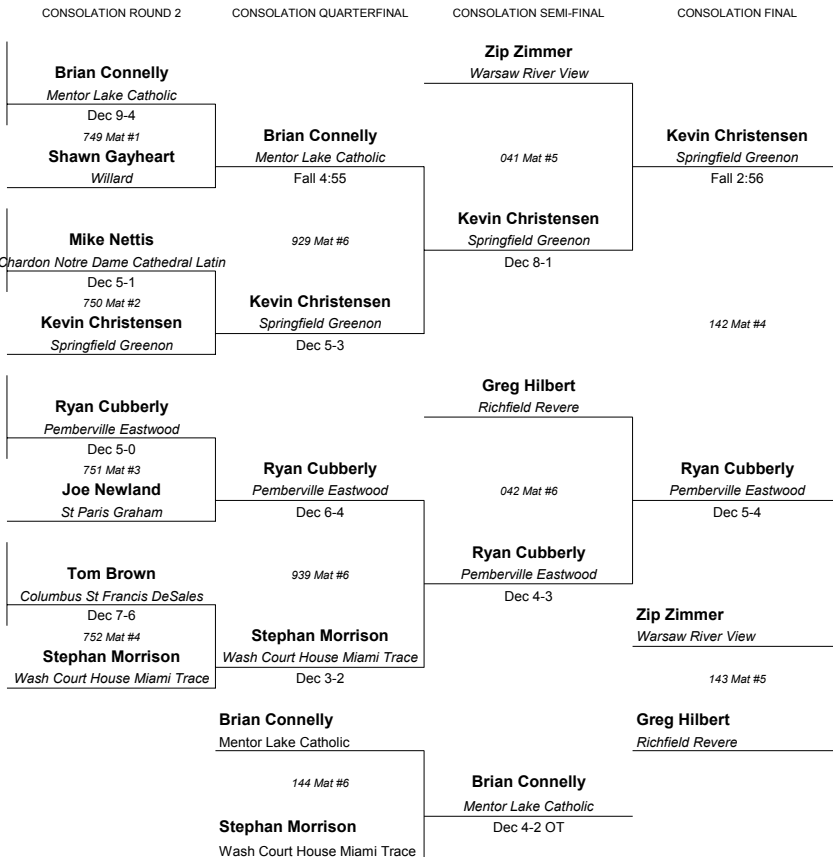 CONSOLATION ROUND 2
CONSOLATION QUARTERFINAL
CONSOLATION SEMI-FINAL
CONSOLATION FINAL
Brian Connelly
Mentor Lake Catholic
Dec 9-4
749 Mat #1
Shawn Gayheart
Willard
Mike Nettis
Chardon Notre Dame Cathedral Latin
Dec 5-1
750 Mat #2
Kevin Christensen
Springfield Greenon
Ryan Cubberly
Pemberville Eastwood
Dec 5-0
751 Mat #3
Joe Newland
St Paris Graham
Tom Brown
Columbus St Francis DeSales
Dec 7-6
752 Mat #4
Stephan Morrison
Wash Court House Miami Trace
Brian Connelly
Mentor Lake Catholic
Fall 4:55
929 Mat #6
Kevin Christensen
Springfield Greenon
Dec 5-3
Ryan Cubberly
Pemberville Eastwood
Dec 6-4
939 Mat #6
Stephan Morrison
Wash Court House Miami Trace
Dec 3-2
Zip Zimmer
Warsaw River View
041 Mat #5
Kevin Christensen
Springfield Greenon
Dec 8-1
Greg Hilbert
Richfield Revere
042 Mat #6
Ryan Cubberly
Pemberville Eastwood
Dec 4-3
Kevin Christensen
Springfield Greenon
Fall 2:56
142 Mat #4
Ryan Cubberly
Pemberville Eastwood
Dec 5-4
Zip Zimmer
Warsaw River View
143 Mat #5
Greg Hilbert
Richfield Revere
Brian Connelly
Mentor Lake Catholic
144 Mat #6
Stephan Morrison
Wash Court House Miami Trace
Brian Connelly
Mentor Lake Catholic
Dec 4-2 OT